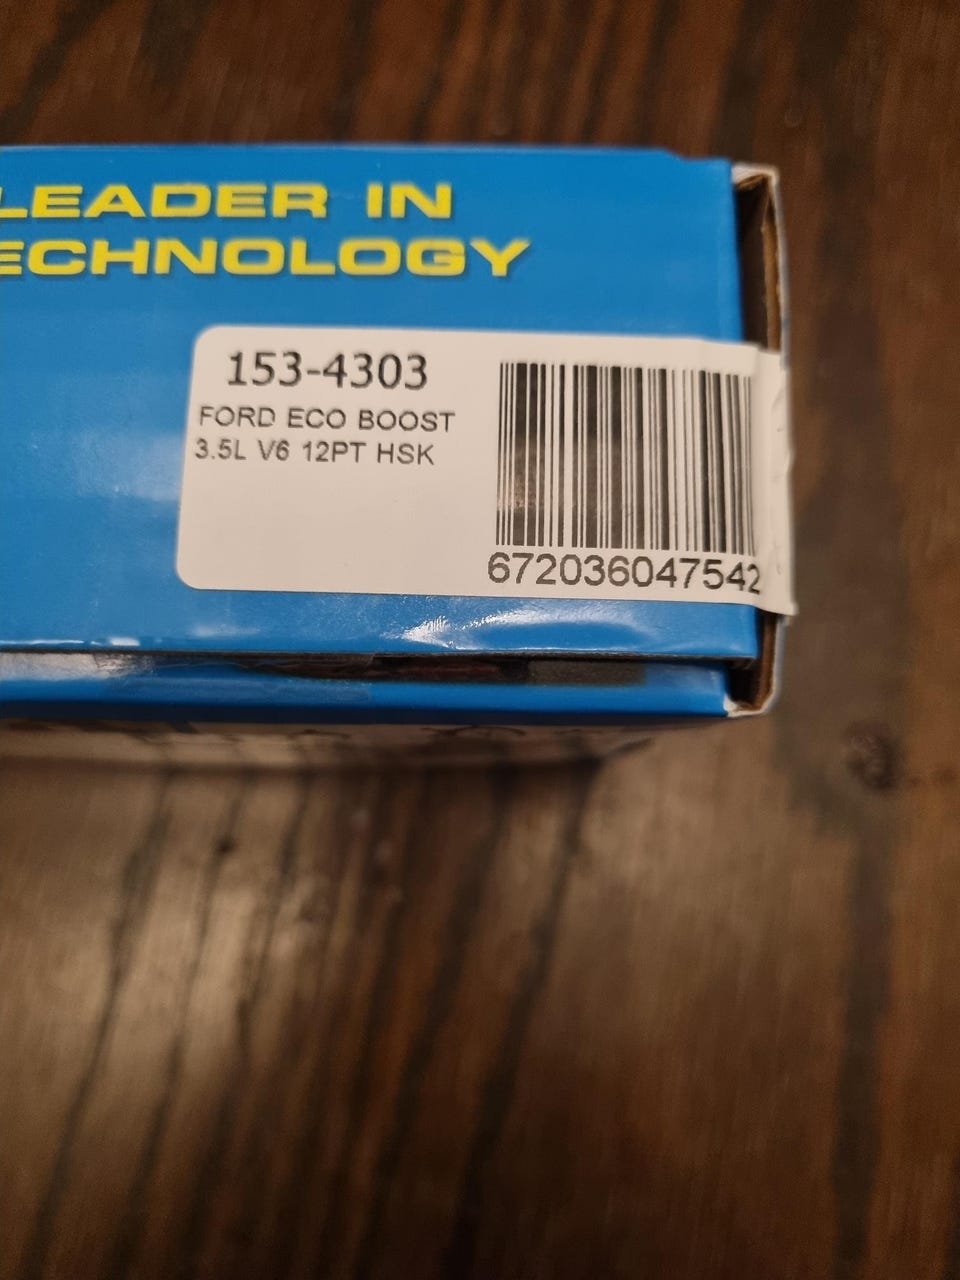 LEADER IN
ECHNOLOGY
153-4303
FORD ECO BOOST
3.5L V6 12PT HSK
672036047542